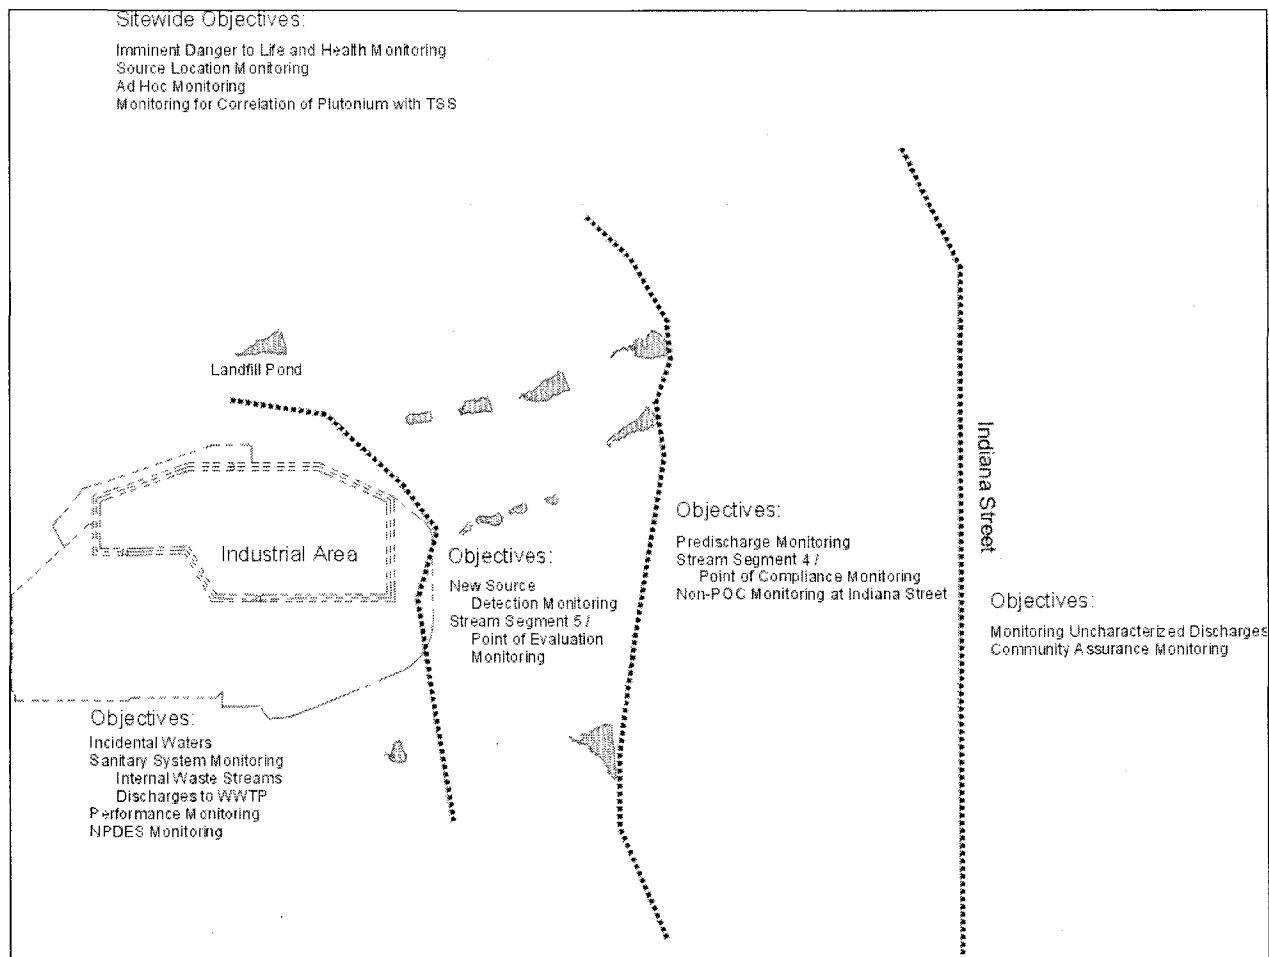 Sitewide Objectives:
Imminent Danger to Life and Health Monitoring
Source Location Monitoring
Ad Hoc Monitoring
Monitoring for Correlation of Plutonium with TSS
Landfill Pond
Industrial Area
Objectives:
Incidental Waters
Sanitary System Monitoring
Internal Waste Streams
Discharges to WWTP
Performance Monitoring
NPDES Monitoring
Objectives:
New Source
Detection Monitoring
Stream Segment 5 /
Point of Evaluation
Monitoring
Objectives:
Predischarge Monitoring
Stream Segment 4 /
Point of Compliance Monitoring
Non-POC Monitoring at Indiana Street
Indiana Street
Objectives:
Monitoring Uncharacterized Discharges
Community Assurance Monitoring